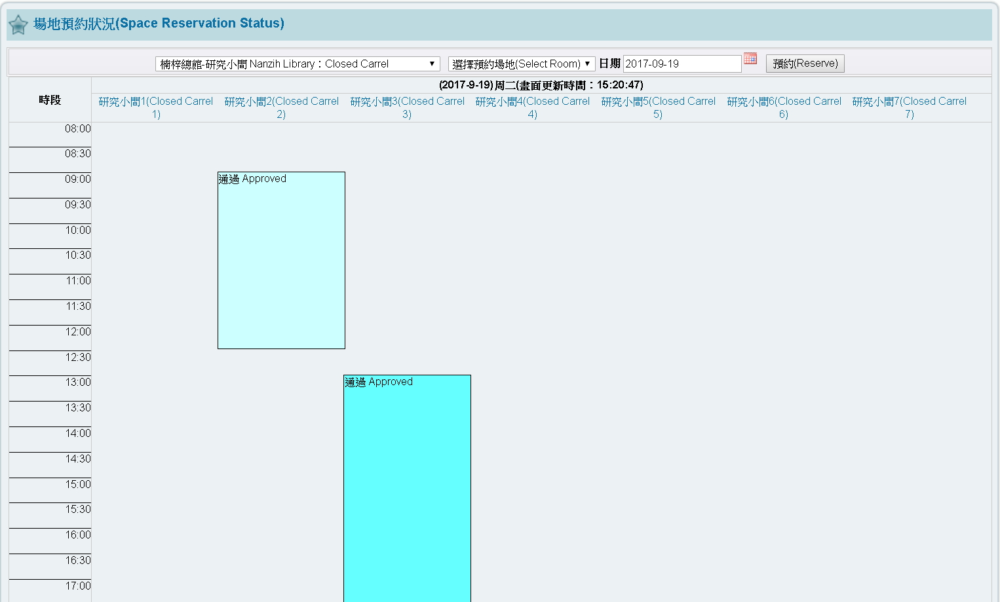 場地預約狀況(Space Reservation Status)
楠梓總館-研究小間 Nanzih Library：Closed Carrel 選擇預約場地(Select Room) 日期 2017-09-19 預約(Reserve)
(2017-9-19)周二(畫面更新時間：15:20:47)
時段
研究小間1(Closed Carrel 1)
研究小間2(Closed Carrel 2)
研究小間3(Closed Carrel 3)
研究小間4(Closed Carrel 4)
研究小間5(Closed Carrel 5)
研究小間6(Closed Carrel 6)
研究小間7(Closed Carrel 7)
08:00
08:30
09:00 通過 Approved
09:30
10:00
10:30
11:00
11:30
12:00
12:30
13:00 通過 Approved
13:30
14:00
14:30
15:00
15:30
16:00
16:30
17:00